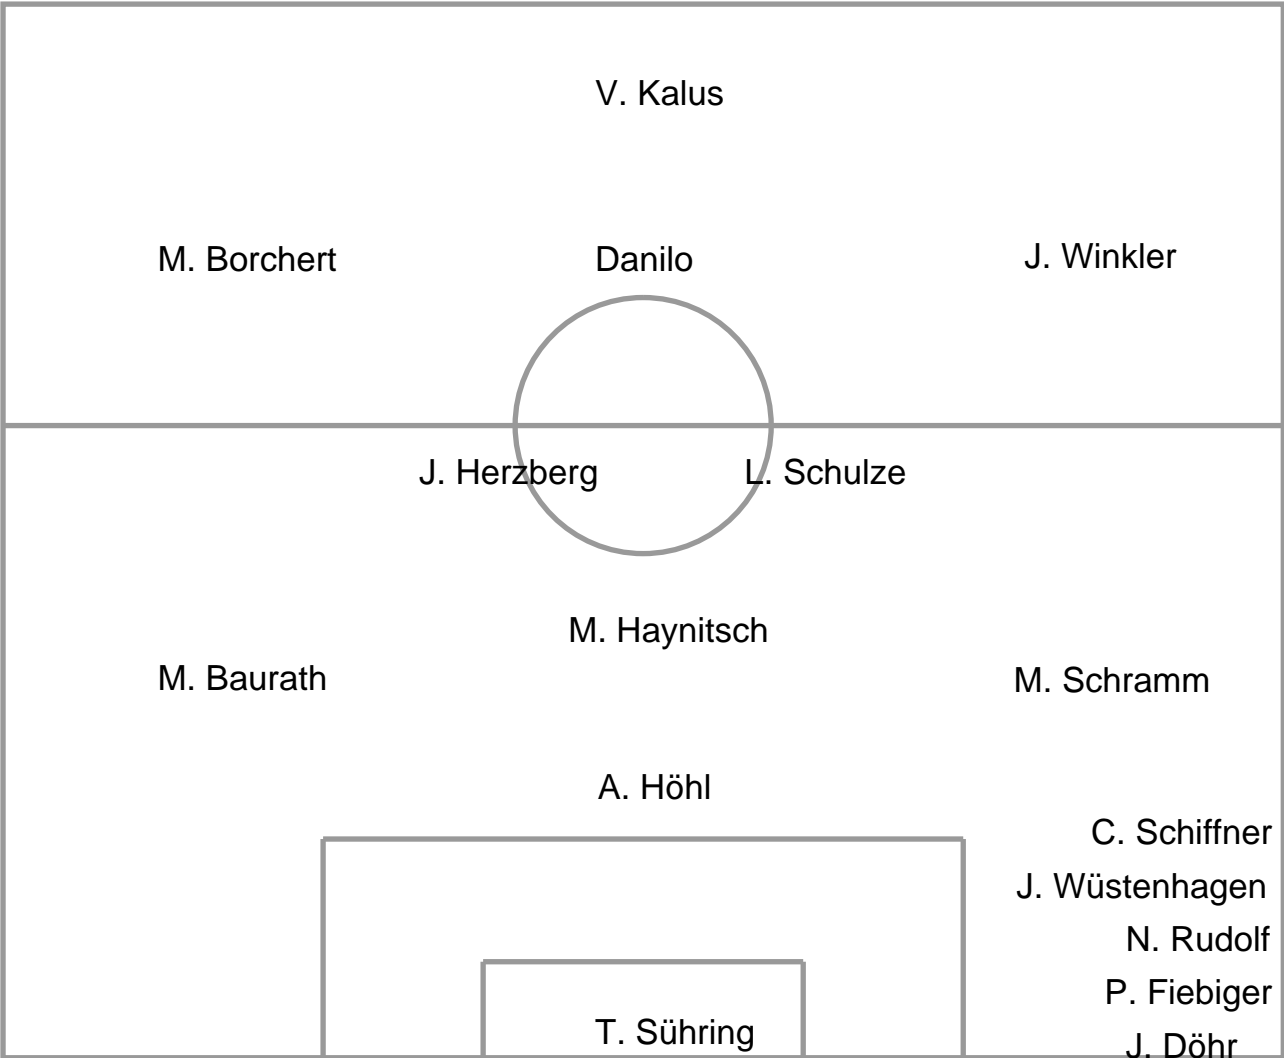 V. Kalus
M. Borchert
Danilo
J. Winkler
J. Herzberg
L. Schulze
M. Haynitsch
M. Baurath
M. Schramm
A. Höhl
C. Schiffner
J. Wüstenhagen
N. Rudolf
P. Fiebiger
T. Sühring
J. Döhr